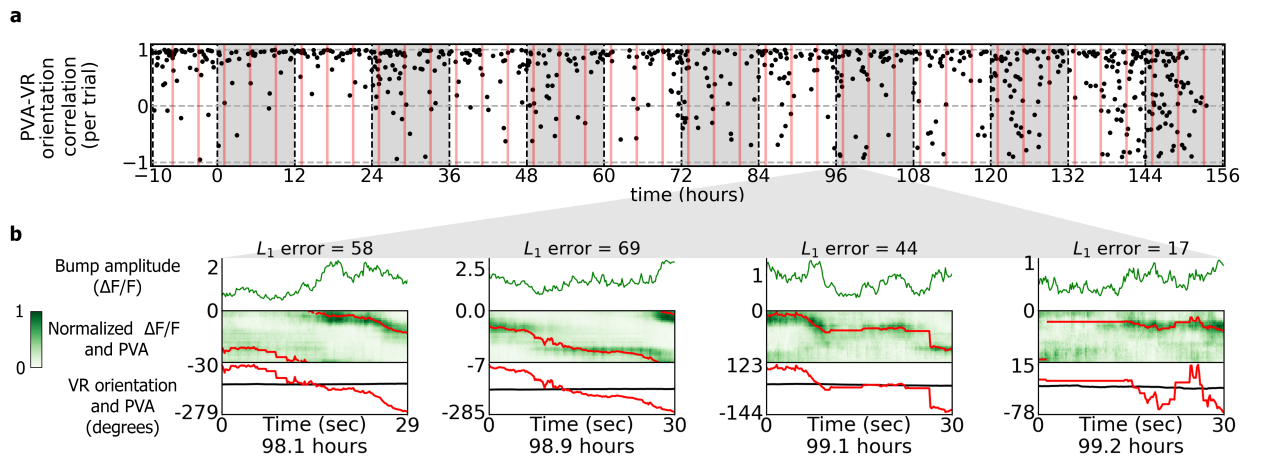 a
PVA-VR
orientation
correlation
(per trial)
1
0
−1
−10 0 12 24 36 48 60 72 84 96 108 120 132 144 156
time (hours)
b
L1 error = 58 L1 error = 69 L1 error = 44 L1 error = 17
Bump amplitude
(ΔF/F)
2 2.5 1 1
0 0.0 0 0
1
0
Normalized ΔF/F
and PVA
-30 -7 123 15
VR orientation
and PVA
(degrees)
-279 -285 -144 -78
0 Time (sec) 29 0 Time (sec) 30 0 Time (sec) 30 0 Time (sec) 30
98.1 hours 98.9 hours 99.1 hours 99.2 hours